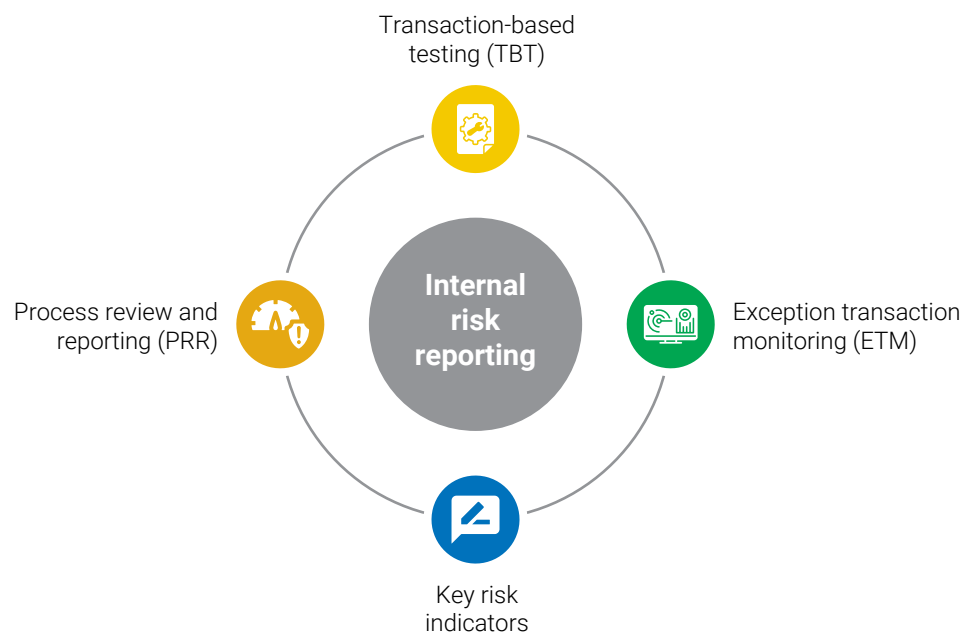 Transaction-based
testing (TBT)
Internal
risk
reporting
Process review and
reporting (PRR)
Exception transaction
monitoring (ETM)
Key risk
indicators